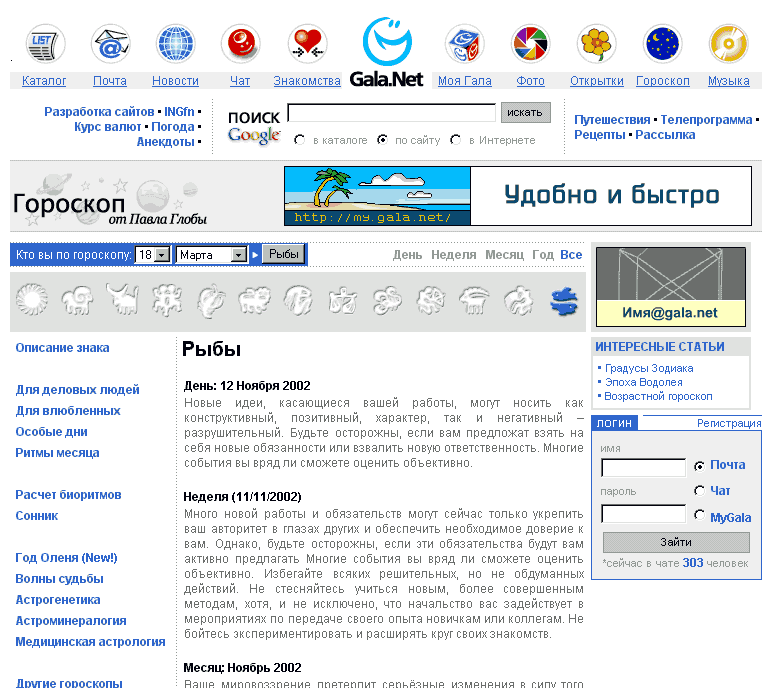 LIST
Каталог Почта Новости Чат Знакомства Gala.Net Моя Гала Фото Открытки Гороскоп Музыка
Разработка сайтов • INGfn •
Курс валют • Погода •
Анекдоты •
ПОИСК
Google
искать
в каталоге по сайту в Интернете
Путешествия • Телепрограмма •
Рецепты • Рассылка
Гороскоп
от Павла Глобы
http://my.gala.net/
Удобно и быстро
Кто вы по гороскопу: 18 Марта Рыбы
День Неделя Месяц Год Все
Имя@gala.net
Описание знака
Для деловых людей
Для влюбленных
Особые дни
Ритмы месяца
Расчет биоритмов
Сонник
Год Оленя (New!)
Волны судьбы
Астрогенетика
Астроминералогия
Медицинская астрология
Другие гороскопы
Рыбы
День: 12 Ноября 2002
Новые идеи, касающиеся вашей работы, могут носить как
конструктивный, позитивный, характер, так и негативный –
разрушительный. Будьте осторожны, если вам предложат взять на
себя новые обязанности или взвалить новую ответственность. Многие
события вы вряд ли сможете оценить объективно.
Неделя (11/11/2002)
Много новой работы и обязательств могут сейчас только укрепить
ваш авторитет в глазах других и обеспечить необходимое доверие к
вам. Однако, будьте осторожны, если эти обязательства будут вам
активно предлагать Многие события вы вряд ли сможете оценить
объективно. Избегайте всяких решительных, но не обдуманных
действий. Не стесняйтесь учиться новым, более совершенным
методам, хотя, и не исключено, что начальство вас задействует в
мероприятиях по передаче своего опыта новичкам или коллегам. Не
бойтесь экспериментировать и расширять круг своих знакомств.
Месяц: Ноябрь 2002
Ваше мировоззрение претерпит серьёзные изменения в силу того
ИНТЕРЕСНЫЕ СТАТЬИ
• Градусы Зодиака
• Эпоха Водолея
• Возрастной гороскоп
ЛОГИН Регистрация
имя
Почта
пароль
Чат
MyGala
Зайти
*сейчас в чате 303 человек